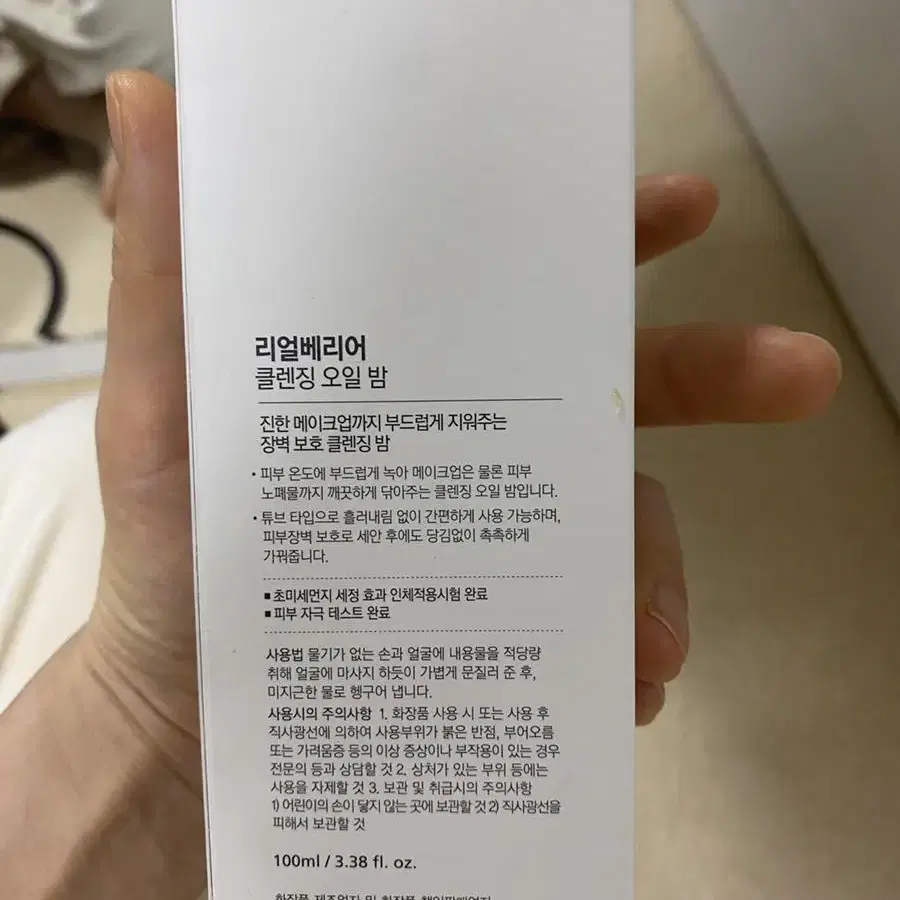 리얼베리어
클렌징 오일 밤
진한 메이크업까지 부드럽게 지워주는
장벽 보호 클렌징 밤
• 피부 온도에 부드럽게 녹아 메이크업은 물론 피부
노폐물까지 깨끗하게 닦아주는 클렌징 오일 밤입니다.
• 튜브 타입으로 흘러내림 없이 간편하게 사용 가능하며,
피부장벽 보호로 세안 후에도 당김없이 촉촉하게
가꿔줍니다.
■ 초미세먼지 세정 효과 인체적용시험 완료
■ 피부 자극 테스트 완료
사용법 물기가 없는 손과 얼굴에 내용물을 적당량
취해 얼굴에 마사지 하듯이 가볍게 문질러 준 후,
미지근한 물로 헹구어 냅니다.
사용시의 주의사항 1. 화장품 사용 시 또는 사용 후
직사광선에 의하여 사용부위가 붉은 반점, 부어오름
또는 가려움증 등의 이상 증상이나 부작용이 있는 경우
전문의 등과 상담할 것 2. 상처가 있는 부위 등에는
사용을 자제할 것 3. 보관 및 취급시의 주의사항
1) 어린이의 손이 닿지 않는 곳에 보관할 것 2) 직사광선을
피해서 보관할 것
100ml / 3.38 fl. oz.
화장품 제조업자 및 화장품 책임판매업자